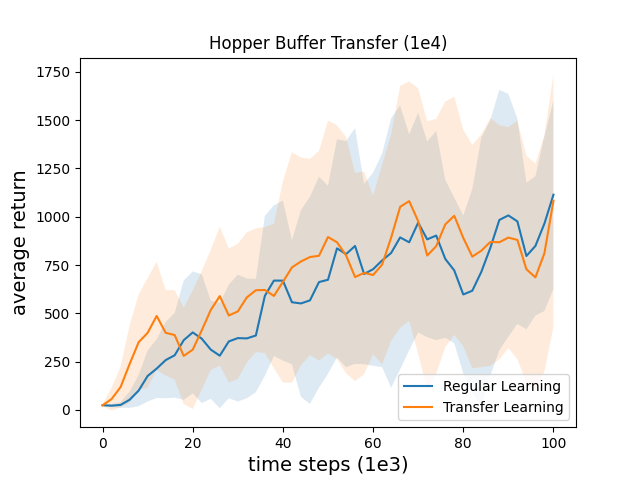 Hopper Buffer Transfer (1e4)
1750
1500
1250
1000
750
500
250
0
average return
0
20
40
60
80
100
time steps (1e3)
Regular Learning
Transfer Learning